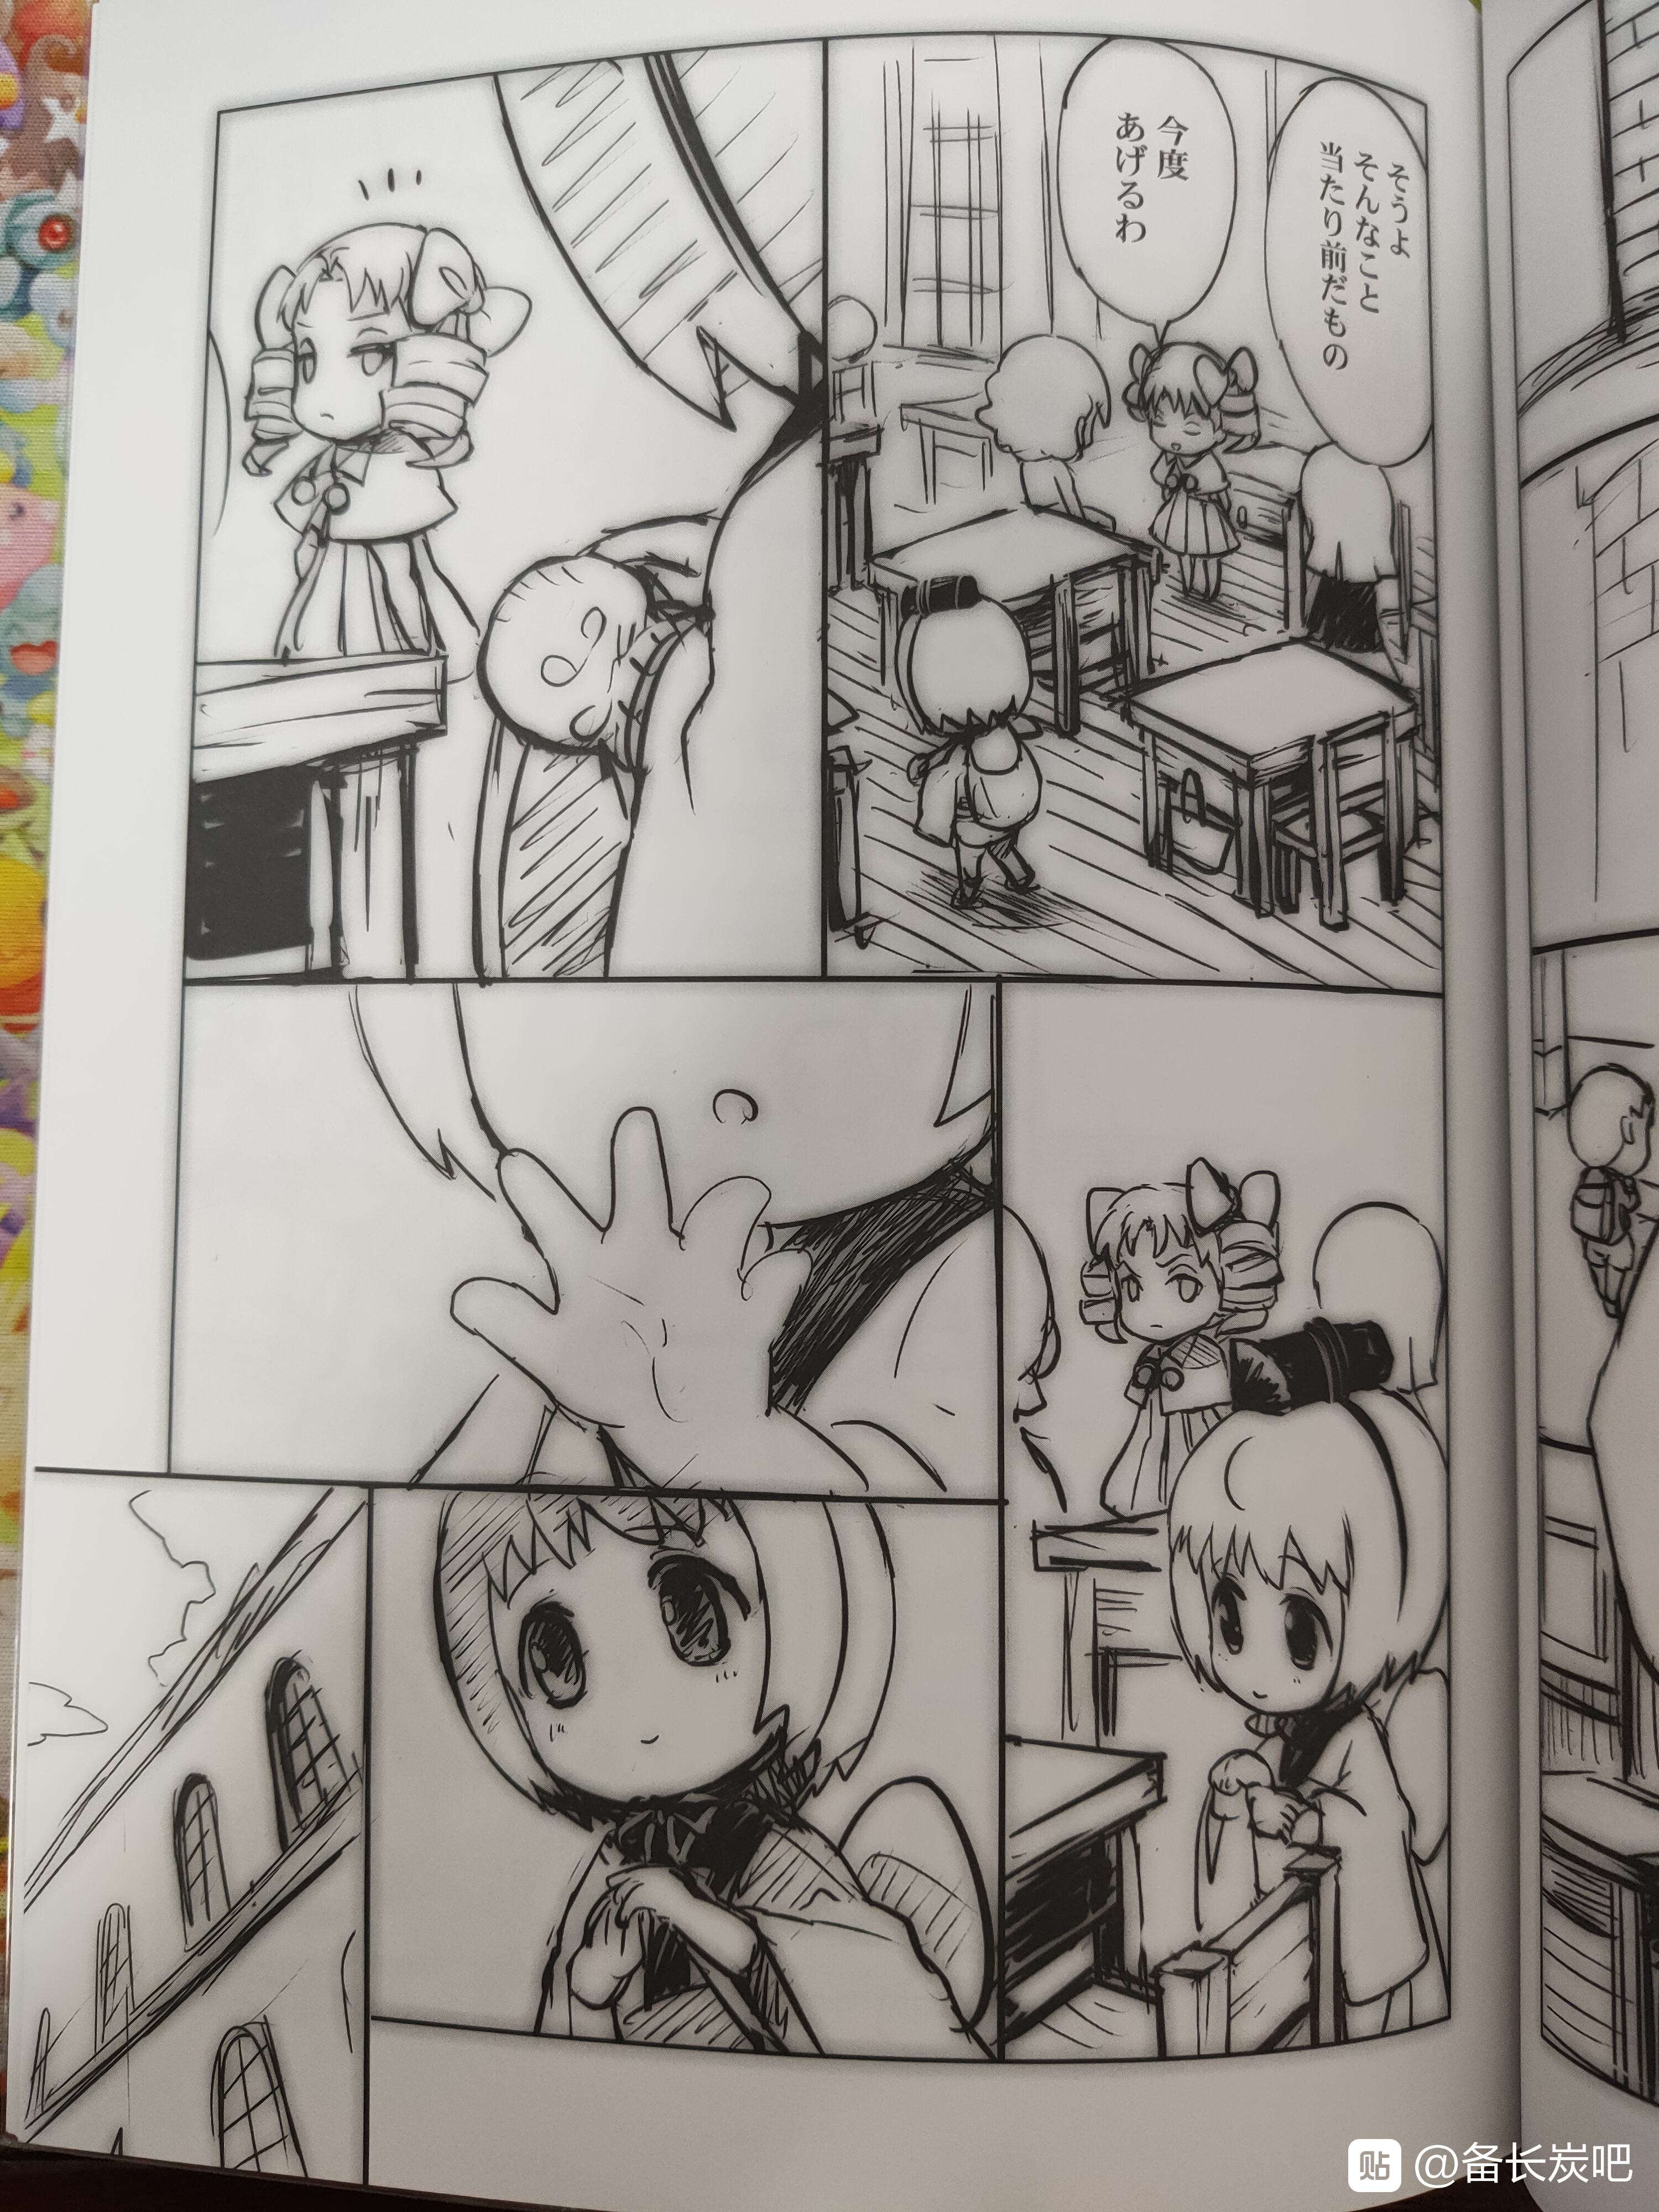 そうよ
そんなこと
当たり前だもの
今度
あげるわ
贴 @备长炭吧